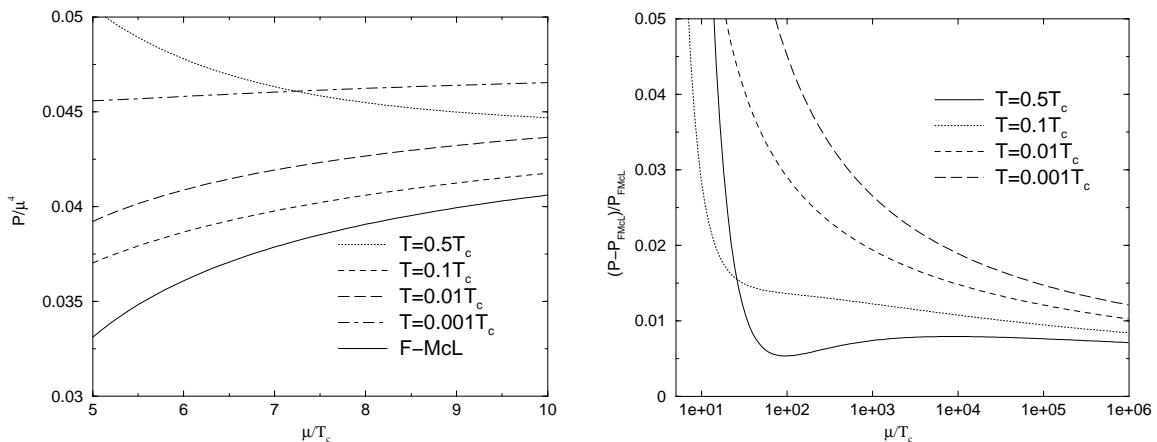 0.05
0.045
0.04
0.035
0.03
P/μ⁴
5
6
7
8
9
10
μ/T_c
T=0.5T_c
T=0.1T_c
T=0.01T_c
T=0.001T_c
F−McL
0.05
0.04
0.03
0.02
0.01
0
(P−P_FMcL)/P_FMcL
1e+01
1e+02
1e+03
1e+04
1e+05
1e+06
μ/T_c
T=0.5T_c
T=0.1T_c
T=0.01T_c
T=0.001T_c